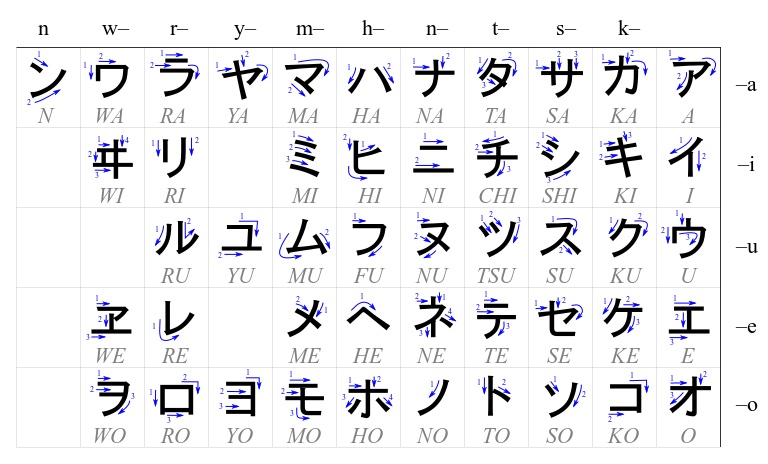 n w– r– y– m– h– n– t– s– k–
ン ワ ラ ヤ マ ハ ナ タ サ カ ア –a
N WA RA YA MA HA NA TA SA KA A
ヰ リ ミ ヒ ニ チ シ キ イ –i
WI RI MI HI NI CHI SHI KI I
ル ユ ム フ ヌ ツ ス ク ウ –u
RU YU MU FU NU TSU SU KU U
ヱ レ メ ヘ ネ テ セ ケ エ –e
WE RE ME HE NE TE SE KE E
ヲ ロ ヨ モ ホ ノ ト ソ コ オ –o
WO RO YO MO HO NO TO SO KO O